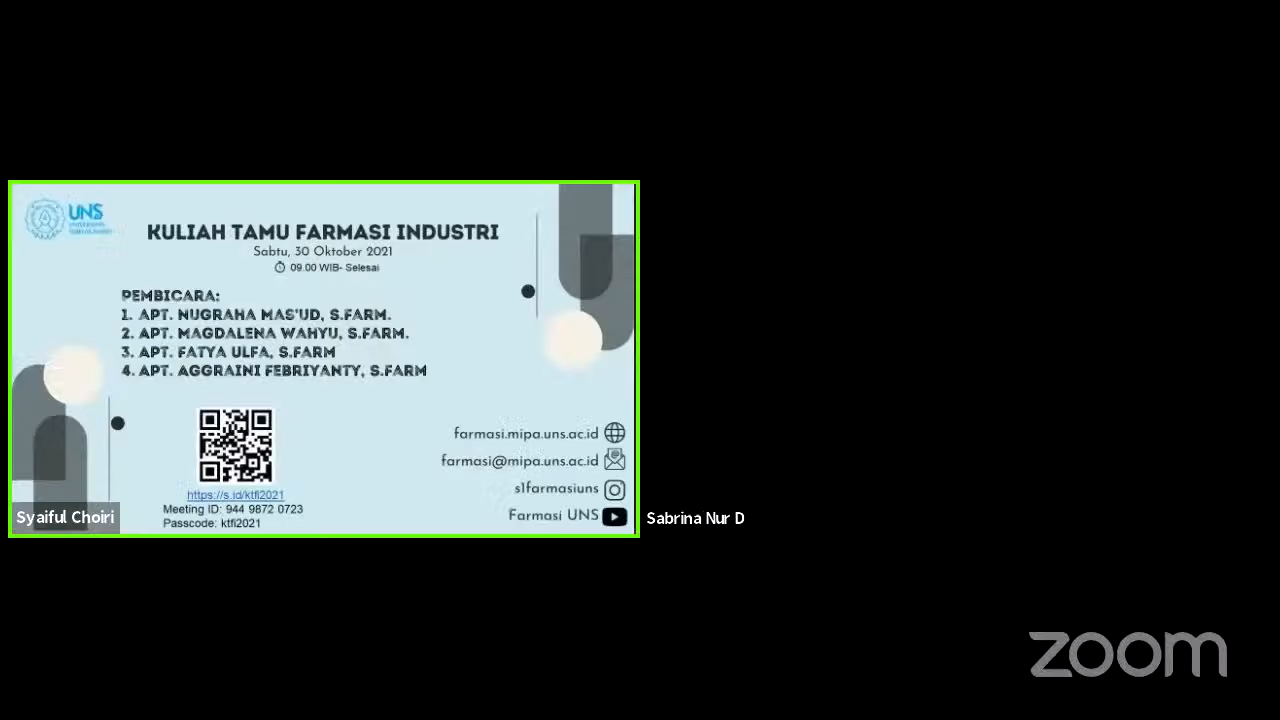 UNS
KULIAH TAMU FARMASI INDUSTRI
Sabtu, 30 Oktober 2021
09.00 WIB- Selesai
PEMBICARA:
1. APT. NUGRAHA MAS'UD, S.FARM.
2. APT. MAGDALENA WAHYU, S.FARM.
3. APT. FATYA ULFA, S.FARM
4. APT. AGGRAINI FEBRIYANTY, S.FARM
https://s.id/ktfi2021
Meeting ID: 944 9872 0723
Passcode: ktfi2021
farmasi.mipa.uns.ac.id
farmasi@mipa.uns.ac.id
s1farmasiuns
Farmasi UNS
Syaiful Choiri
Sabrina Nur D
zoom